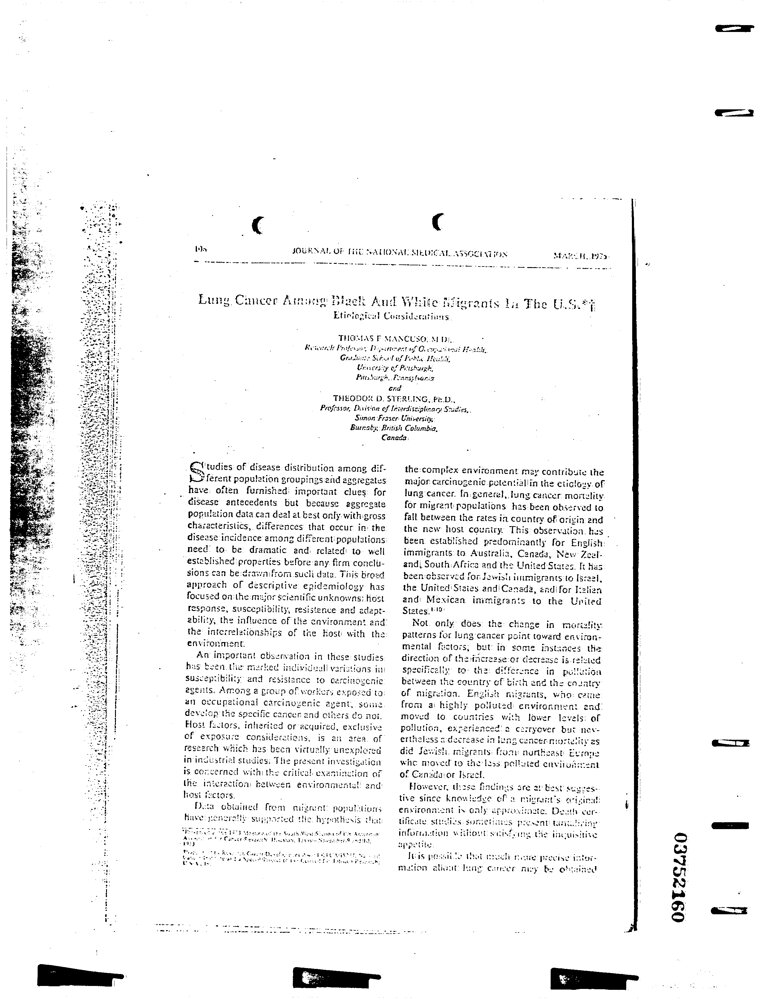 JOURNAL OF THE NATIONAL MEDICAL ASSOCIATION
MARCH, 1975
Lung Cancer Among Black And White Migrants In The U.S.*†
Etiological Considerations
THOMAS F. MANCUSO, M.D.,
Research Professor, Department of Occupational Health,
Graduate School of Public Health,
University of Pittsburgh,
Pittsburgh, Pennsylvania
and
THEODOR D. STERLING, Ph.D.,
Professor, Division of Interdisciplinary Studies,
Simon Fraser University,
Burnaby, British Columbia,
Canada
Studies of disease distribution among dif-
ferent population groupings and aggregates
have often furnished important clues for
disease antecedents but because aggregate
population data can deal at best only with gross
characteristics, differences that occur in the
disease incidence among different populations
need to be dramatic and related to well
established properties before any firm conclu-
sions can be drawn from such data. This broad
approach of descriptive epidemiology has
focused on the major scientific unknowns: host
response, susceptibility, resistance and adapt-
ability, the influence of the environment and
the interrelationships of the host with the
environment.
An important observation in these studies
has been the marked individual variations in
susceptibility and resistance to carcinogenic
agents. Among a group of workers exposed to
an occupational carcinogenic agent, some
develop the specific cancer and others do not.
Host factors, inherited or acquired, exclusive
of exposure considerations, is an area of
research which has been virtually unexplored
in industrial studies. The present investigation
is concerned with the critical examination of
the interaction between environmental and
host factors.
Data obtained from migrant populations
have generally supported the hypothesis that
the complex environment may contribute the
major carcinogenic potential in the etiology of
lung cancer. In general, lung cancer mortality
for migrant populations has been observed to
fall between the rates in country of origin and
the new host country. This observation has
been established predominantly for English
immigrants to Australia, Canada, New Zeal-
and, South Africa and the United States. It has
been observed for Jewish immigrants to Israel,
the United States and Canada, and for Italian
and Mexican immigrants to the United
States.
Not only does the change in mortality
patterns for lung cancer point toward environ-
mental factors, but in some instances the
direction of the increase or decrease is related
specifically to the difference in pollution
between the country of birth and the country
of migration. English migrants, who came
from a highly polluted environment and
moved to countries with lower levels of
pollution, experienced a carryover but nev-
ertheless a decrease in lung cancer mortality as
did Jewish migrants from northeast Europe
who moved to the less polluted environment
of Canada or Israel.
However, these findings are at best sugges-
tive since knowledge of a migrant's original
environment is only approximate. Death cer-
tificate studies sometimes present tantalizing
information without satisfying the inquisitive
appetite.
It is possible that much more precise infor-
mation about lung cancer may be obtained
03752160